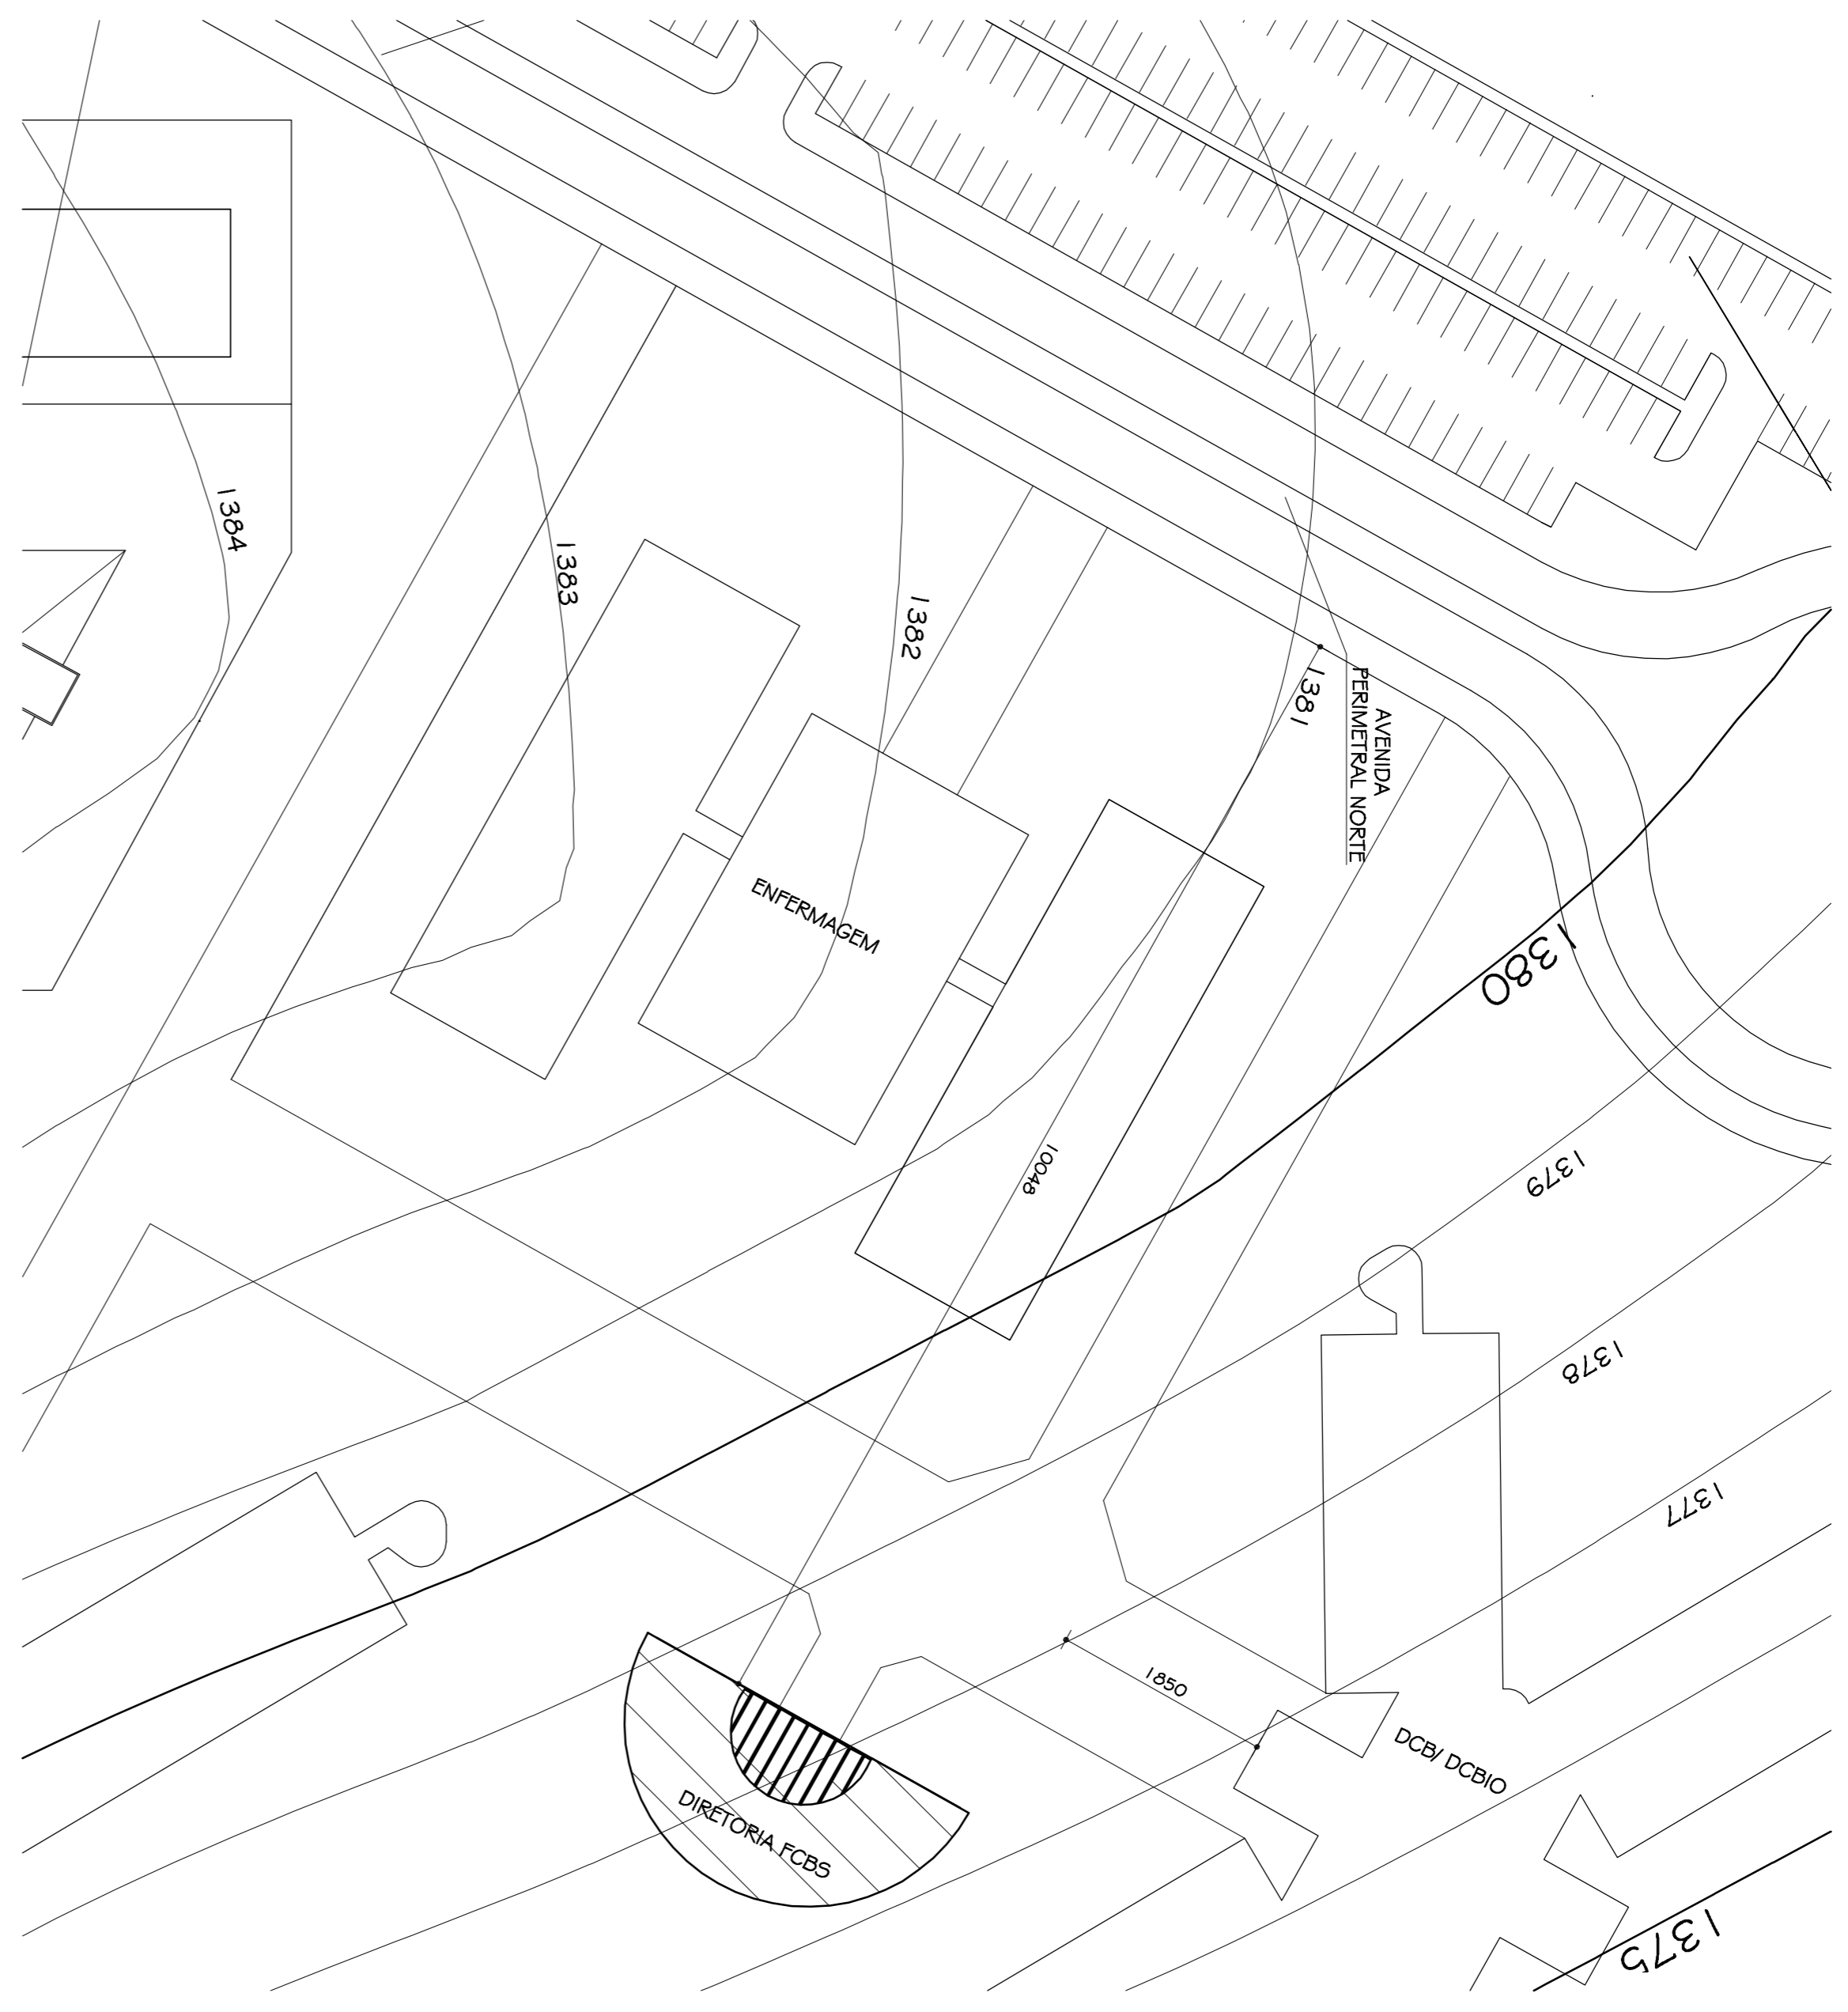 1384
1383
1382
1381
AVENIDA
PERIMETRAL NORTE
ENFERMAGEM
1380
10048
1379
1378
1377
1850
DCB/ DCBIO
DIRETORIA FCBS
1375